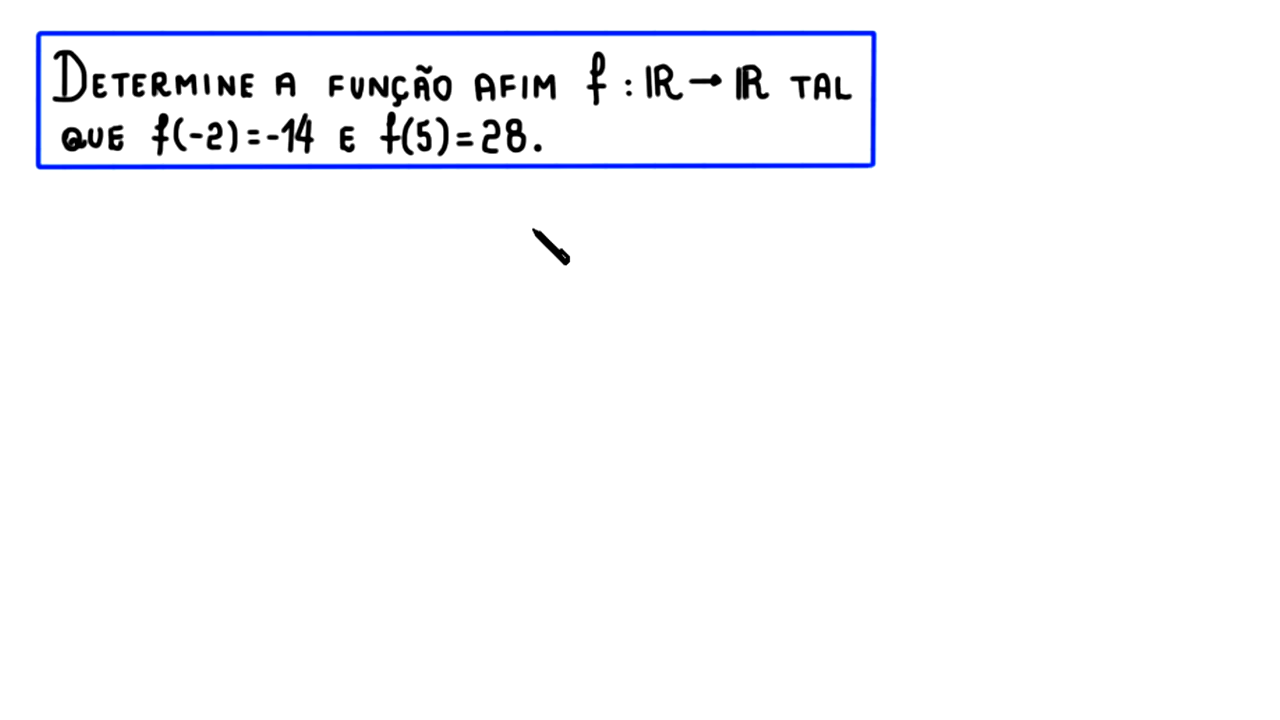 DETERMINE A FUNÇÃO AFIM f : ℝ → ℝ TAL
QUE f(-2)=-14 E f(5)=28.